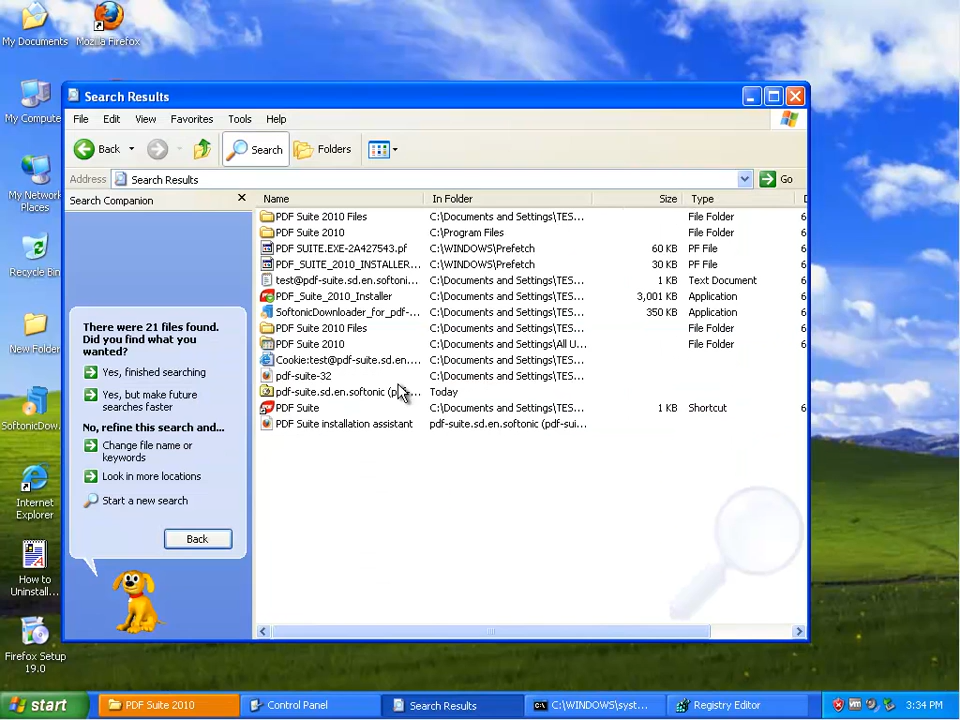 My Documents
Mozilla Firefox
My Compute
My Network
Places
Recycle Bin
New Folder
SoftonicDow
Internet
Explorer
How to
Uninstall...
Firefox Setup
19.0
Search Results
File Edit View Favorites Tools Help
Back Search Folders
Address Search Results Go
Search Companion
There were 21 files found.
Did you find what you
wanted?
Yes, finished searching
Yes, but make future
searches faster
No, refine this search and...
Change file name or
keywords
Look in more locations
Start a new search
Back
Name In Folder Size Type D
PDF Suite 2010 Files C:\Documents and Settings\TES... File Folder 6
PDF Suite 2010 C:\Program Files File Folder 6
PDF SUITE.EXE-2A427543.pf C:\WINDOWS\Prefetch 60 KB PF File 6
PDF_SUITE_2010_INSTALLER... C:\WINDOWS\Prefetch 30 KB PF File 6
test@pdf-suite.sd.en.softoni... C:\Documents and Settings\TES... 1 KB Text Document 6
PDF_Suite_2010_Installer C:\Documents and Settings\TES... 3,001 KB Application 6
SoftonicDownloader_for_pdf-... C:\Documents and Settings\TES... 350 KB Application 6
PDF Suite 2010 Files C:\Documents and Settings\TES... File Folder 6
PDF Suite 2010 C:\Documents and Settings\All U... File Folder 6
Cookie:test@pdf-suite.sd.en.... C:\Documents and Settings\TES...
pdf-suite-32 C:\Documents and Settings\TES...
pdf-suite.sd.en.softonic (p... Today
PDF Suite C:\Documents and Settings\TES... 1 KB Shortcut 6
PDF Suite installation assistant pdf-suite.sd.en.softonic (pdf-sui...
start PDF Suite 2010 Control Panel Search Results C:\WINDOWS\syst... Registry Editor 3:34 PM